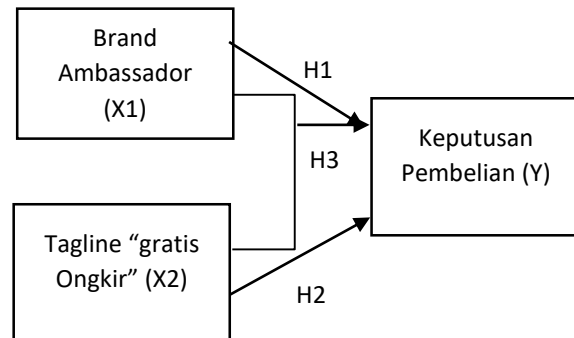 Brand
Ambassador
(X1)
H1
Keputusan
Pembelian (Y)
H3
Tagline “gratis
Ongkir” (X2)
H2